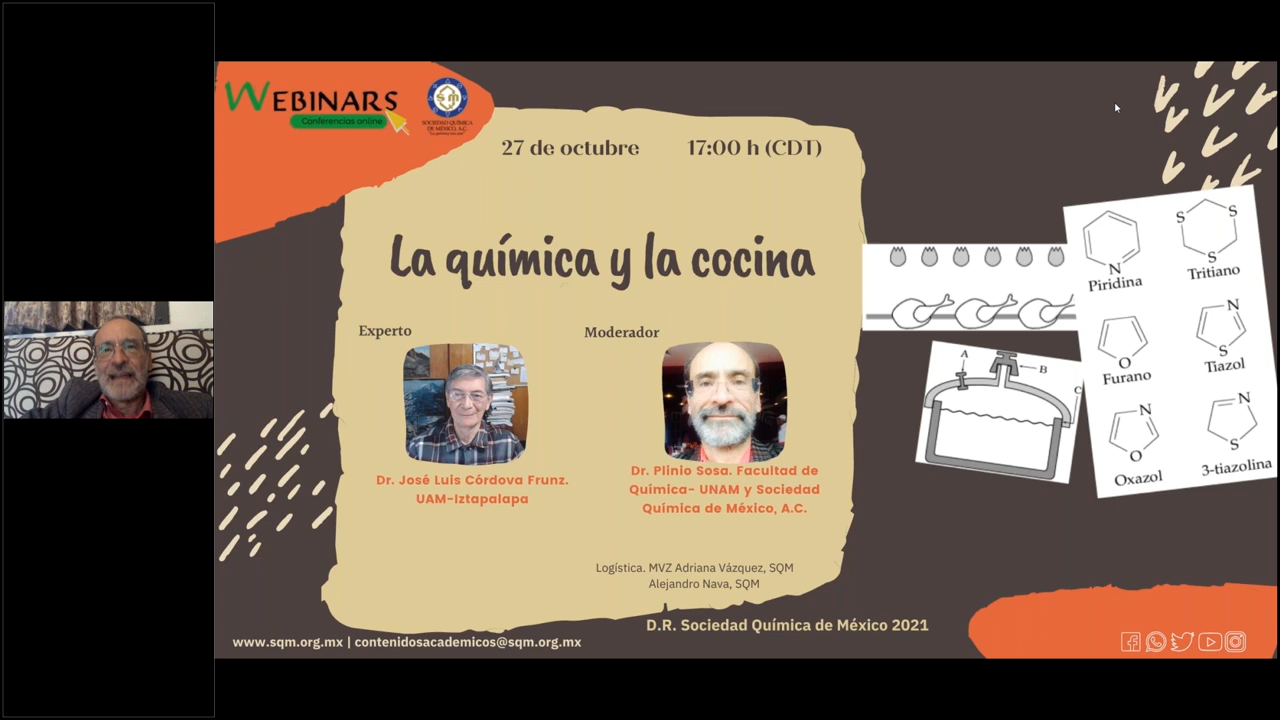 WEBINARS
Conferencias online
SOCIEDAD QUÍMICA
DE MÉXICO, A.C.
27 de octubre 17:00 h (CDT)
La química y la cocina
Experto
Moderador
Dr. José Luis Córdova Frunz.
UAM-Iztapalapa
Dr. Plinio Sosa. Facultad de
Química- UNAM y Sociedad
Química de México, A.C.
Logística. MVZ Adriana Vázquez, SQM
Alejandro Nava, SQM
D.R. Sociedad Química de México 2021
www.sqm.org.mx | contenidosacademicos@sqm.org.mx
N
Piridina
S S
S
Tritiano
O
Furano
N
S
Tiazol
N
O
Oxazol
N
S
3-tiazolina
A
B
C